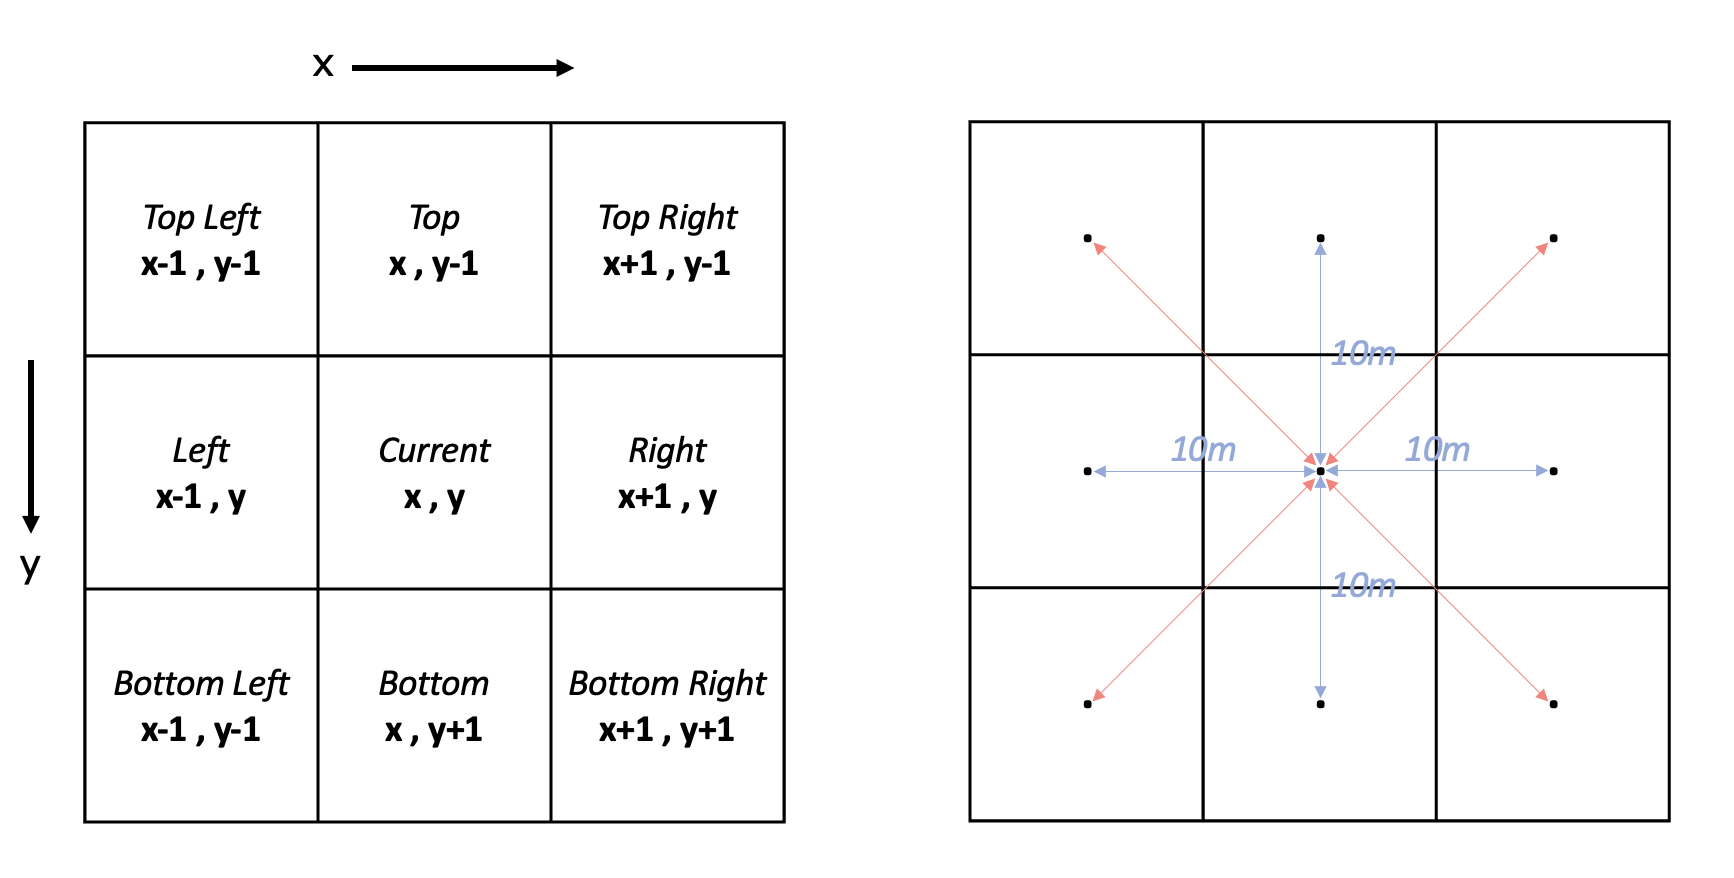 x
Top Left
x-1 , y-1
Top
x , y-1
Top Right
x+1 , y-1
Left
x-1 , y
Current
x , y
Right
x+1 , y
y
Bottom Left
x-1 , y-1
Bottom
x , y+1
Bottom Right
x+1 , y+1
10m
10m
10m
10m